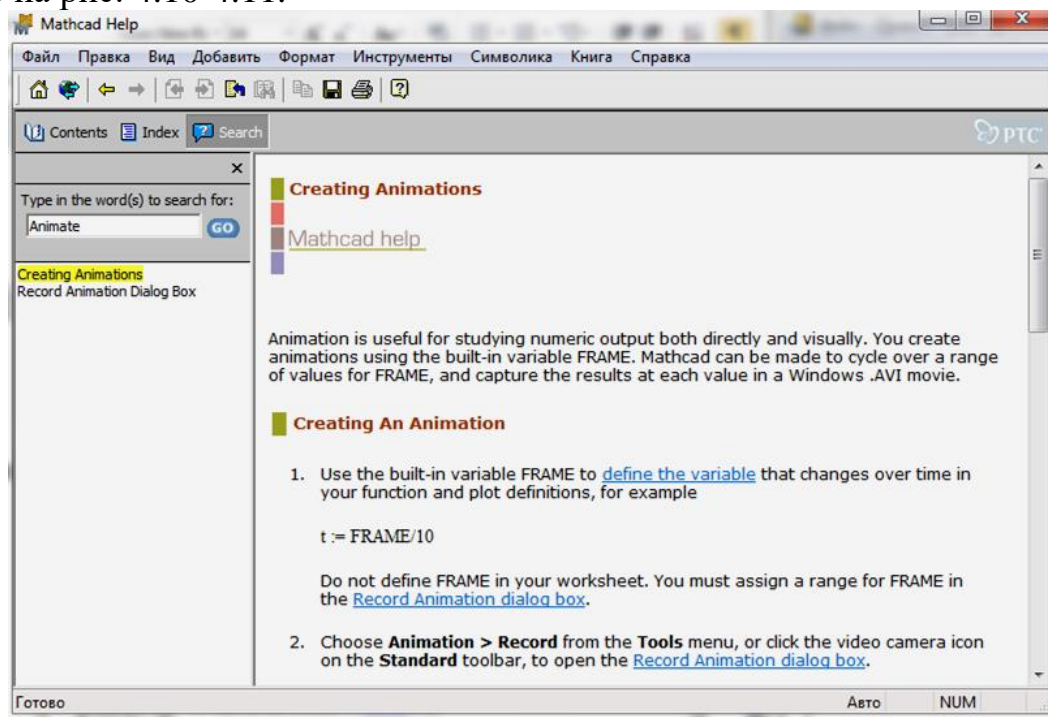 на рис. 4.10-4.11.
Mathcad Help
Файл Правка Вид Добавить Формат Инструменты Символика Книга Справка
Contents Index Search
PTC
Type in the word(s) to search for:
Animate
GO
Creating Animations
Record Animation Dialog Box
Creating Animations
Mathcad help
Animation is useful for studying numeric output both directly and visually. You create
animations using the built-in variable FRAME. Mathcad can be made to cycle over a range
of values for FRAME, and capture the results at each value in a Windows .AVI movie.
Creating An Animation
1. Use the built-in variable FRAME to define the variable that changes over time in
your function and plot definitions, for example
t := FRAME/10
Do not define FRAME in your worksheet. You must assign a range for FRAME in
the Record Animation dialog box.
2. Choose Animation > Record from the Tools menu, or click the video camera icon
on the Standard toolbar, to open the Record Animation dialog box.
Готово Авто NUM